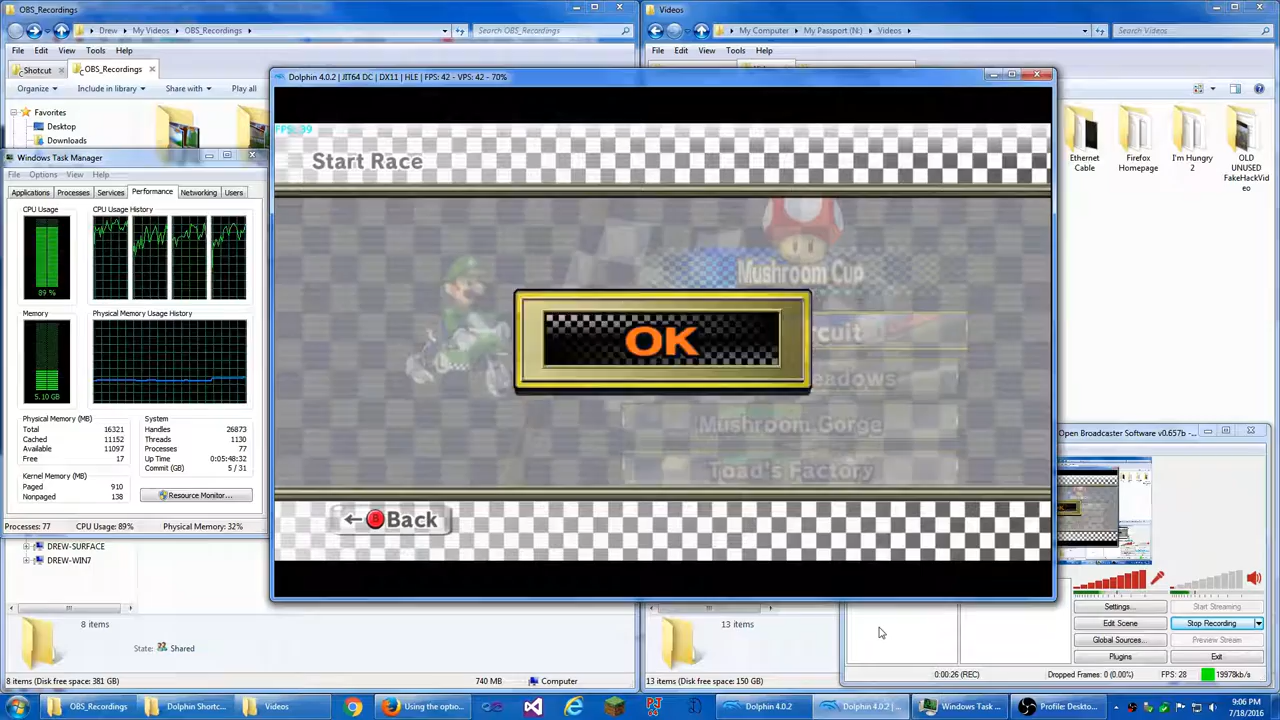 OBS_Recordings
Drew ▸ My Videos ▸ OBS_Recordings
Search OBS_Recordings
File Edit View Tools Help
Shotcut
OBS_Recordings
Organize
Include in library
Share with
Play all
Favorites
Desktop
Downloads
Videos
My Computer ▸ My Passport (N:) ▸ Videos
Search Videos
File Edit View Tools Help
Ethernet Cable
Firefox Homepage
I'm Hungry 2
OLD UNUSED FakeHackVideo
Dolphin 4.0.2 | JIT64 DC | DX11 | HLE | FPS: 42 - VPS: 42 - 70%
FPS: 39
Start Race
Mushroom Cup
OK
Mushroom Gorge
Toad's Factory
Back
Windows Task Manager
File Options View Help
Applications Processes Services Performance Networking Users
CPU Usage
CPU Usage History
89 %
Memory
Physical Memory Usage History
5.10 GB
Physical Memory (MB)
Total 16321
Cached 11152
Available 11097
Free 17
Kernel Memory (MB)
Paged 910
Nonpaged 138
System
Handles 26873
Threads 1130
Processes 77
Up Time 0:05:48:32
Commit (GB) 5 / 31
Resource Monitor...
Processes: 77
CPU Usage: 89%
Physical Memory: 32%
DREW-SURFACE
DREW-WIN7
8 items
State: Shared
8 items (Disk free space: 381 GB)
740 MB
Computer
13 items
13 items (Disk free space: 150 GB)
Open Broadcaster Software v0.657b -...
Settings...
Start Streaming
Edit Scene
Stop Recording
Global Sources...
Preview Stream
Plugins
Exit
0:00:26 (REC)
Dropped Frames: 0 (0.00%)
FPS: 28
19978kb/s
OBS_Recordings
Dolphin Shortc...
Videos
Using the optio...
Dolphin 4.0.2
Dolphin 4.0.2 | ...
Windows Task ...
Profile: Deskto...
9:06 PM
7/18/2016